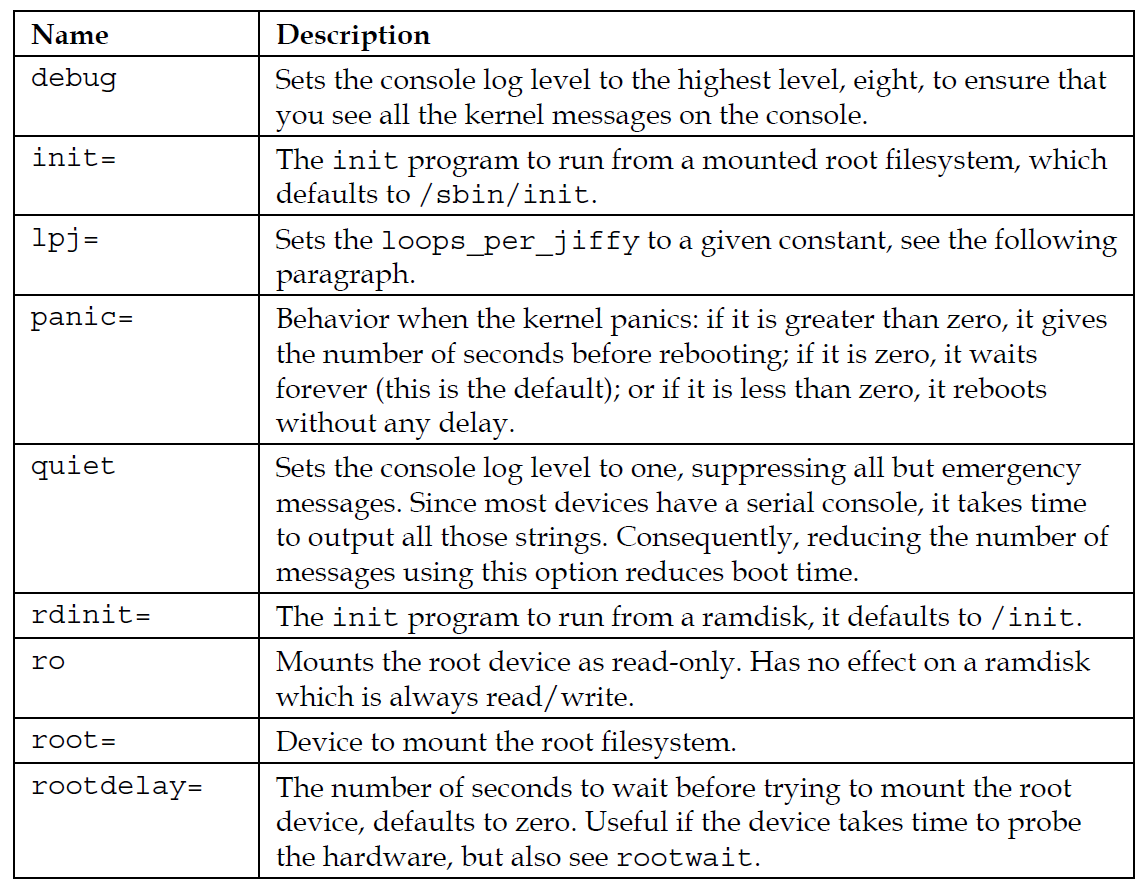 Name Description
debug Sets the console log level to the highest level, eight, to ensure that
you see all the kernel messages on the console.
init= The init program to run from a mounted root filesystem, which
defaults to /sbin/init.
lpj= Sets the loops_per_jiffy to a given constant, see the following
paragraph.
panic= Behavior when the kernel panics: if it is greater than zero, it gives
the number of seconds before rebooting; if it is zero, it waits
forever (this is the default); or if it is less than zero, it reboots
without any delay.
quiet Sets the console log level to one, suppressing all but emergency
messages. Since most devices have a serial console, it takes time
to output all those strings. Consequently, reducing the number of
messages using this option reduces boot time.
rdinit= The init program to run from a ramdisk, it defaults to /init.
ro Mounts the root device as read-only. Has no effect on a ramdisk
which is always read/write.
root= Device to mount the root filesystem.
rootdelay= The number of seconds to wait before trying to mount the root
device, defaults to zero. Useful if the device takes time to probe
the hardware, but also see rootwait.